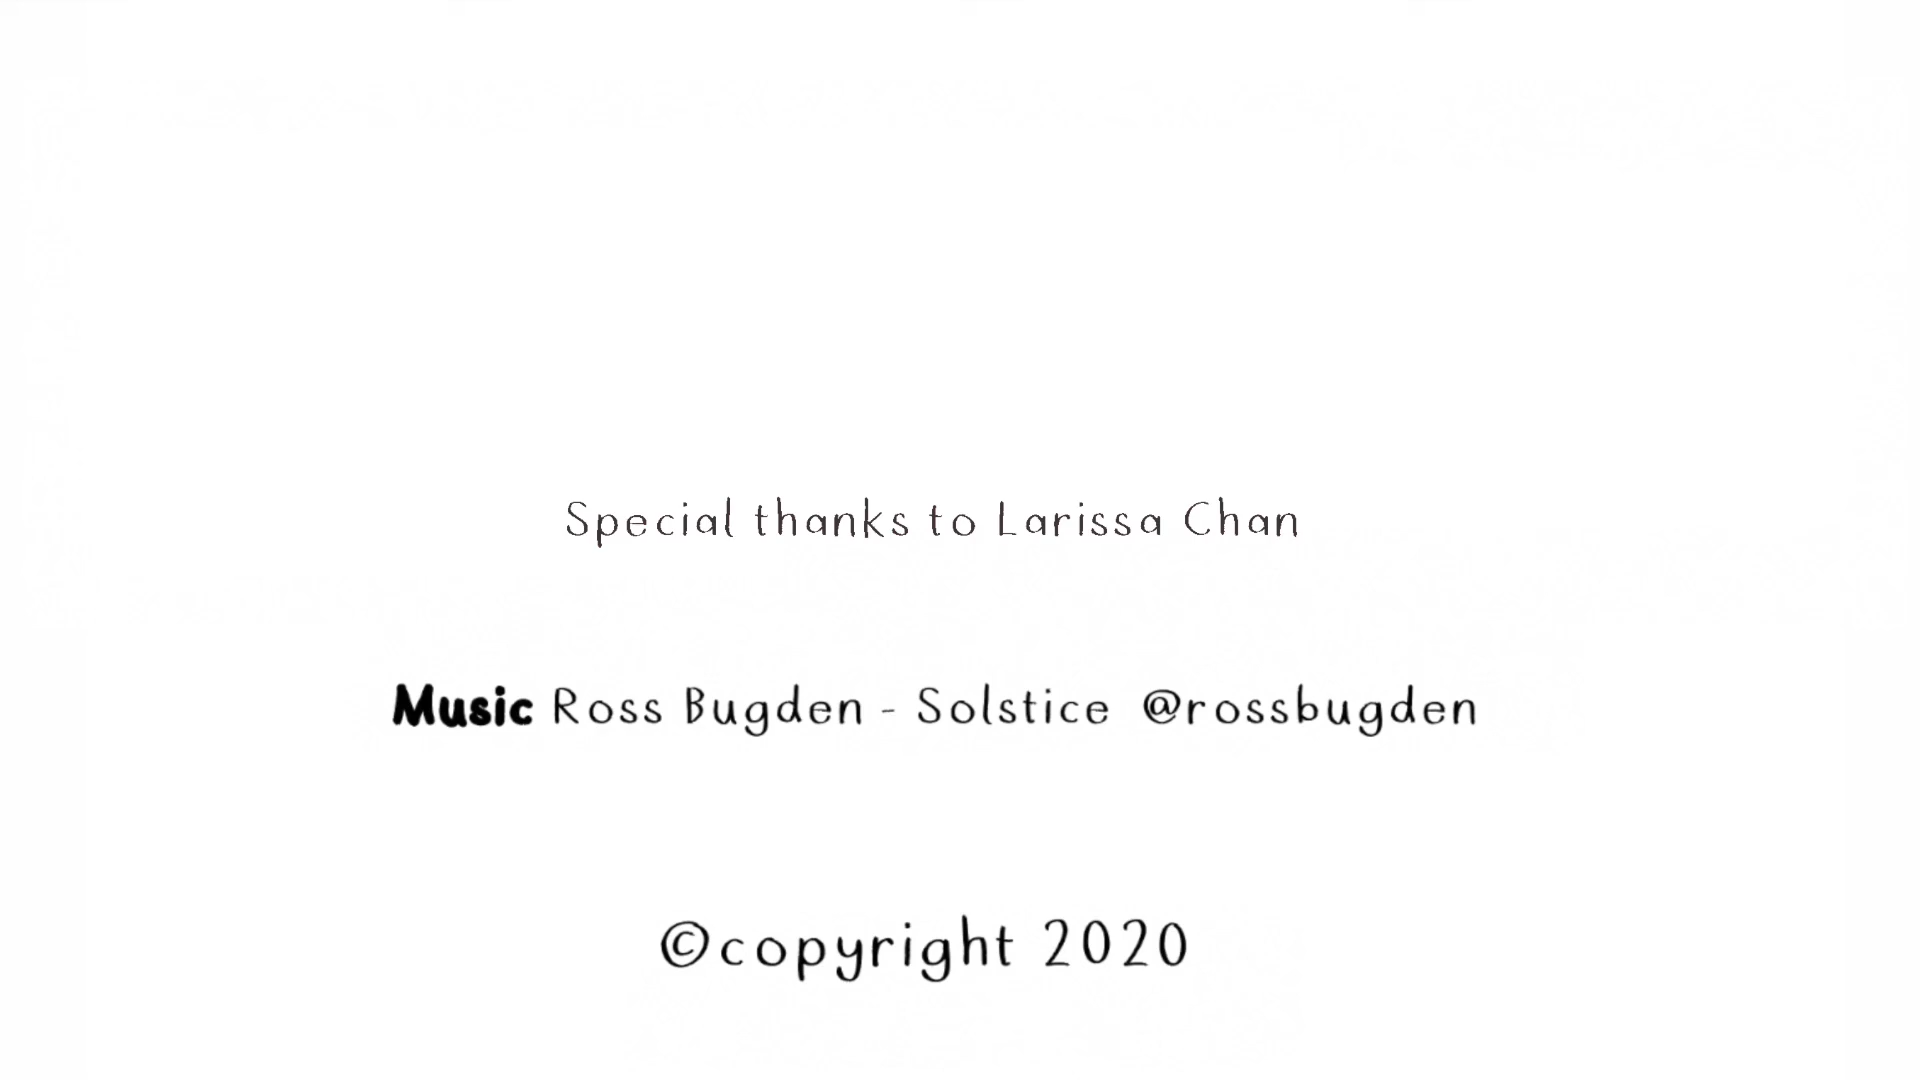 Special thanks to Larissa Chan
Music Ross Bugden - Solstice @rossbugden
©copyright 2020